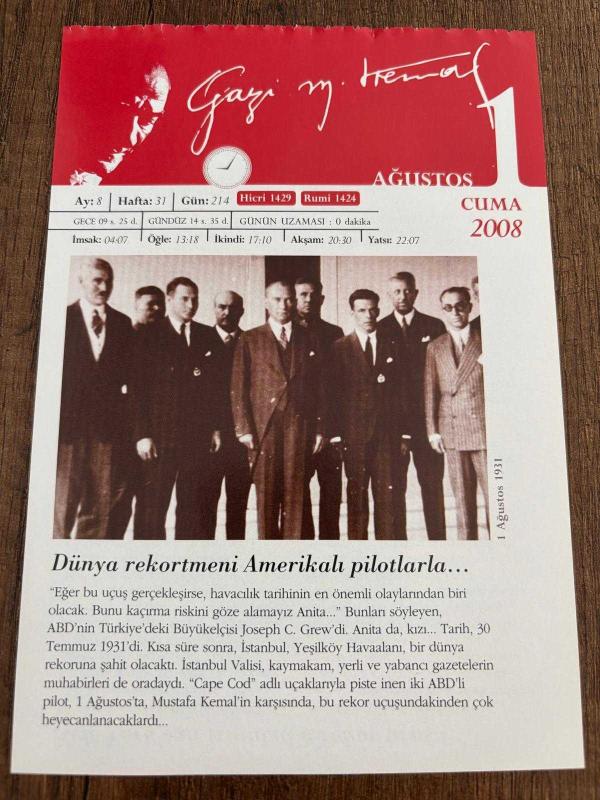 Gazi M. Kemal
1
AĞUSTOS
CUMA
2008
Ay: 8 Hafta: 31 Gün: 214 Hicri 1429 Rumi 1424
GECE 09 s. 25 d. GÜNDÜZ 14 s. 35 d. GÜNÜN UZAMASI : 0 dakika
İmsak: 04:07 Öğle: 13:18 İkindi: 17:10 Akşam: 20:30 Yatsı: 22:07
1 Ağustos 1931
Dünya rekortmeni Amerikalı pilotlarla...
“Eğer bu uçuş gerçekleşirse, havacılık tarihinin en önemli olaylarından biri
olacak. Bunu kaçırma riskini göze alamayız Anita...” Bunları söyleyen,
ABD’nin Türkiye’deki Büyükelçisi Joseph C. Grew’di. Anita da, kızı... Tarih, 30
Temmuz 1931’di. Kısa süre sonra, İstanbul, Yeşilköy Havaalanı, bir dünya
rekoruna şahit olacaktı. İstanbul Valisi, kaymakam, yerli ve yabancı gazetelerin
muhabirleri de oradaydı. “Cape Cod” adlı uçaklarıyla piste inen iki ABD’li
pilot, 1 Ağustos’ta, Mustafa Kemal’in karşısında, bu rekor uçuşundakinden çok
heyecanlanacaklardı...